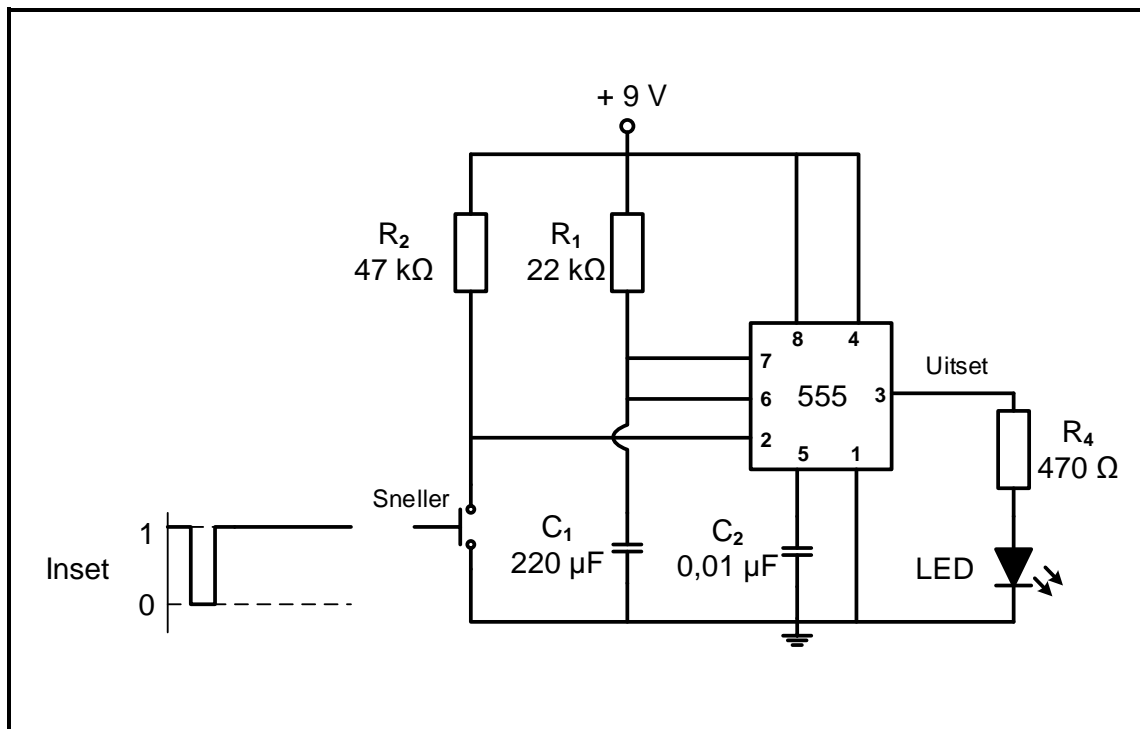 + 9 V
R₂
47 kΩ
R₁
22 kΩ
8 4
7
6 555 3
2
5 1
Uitset
R₄
470 Ω
Sneller
C₁
220 µF
C₂
0,01 µF
LED
Inset
1
0